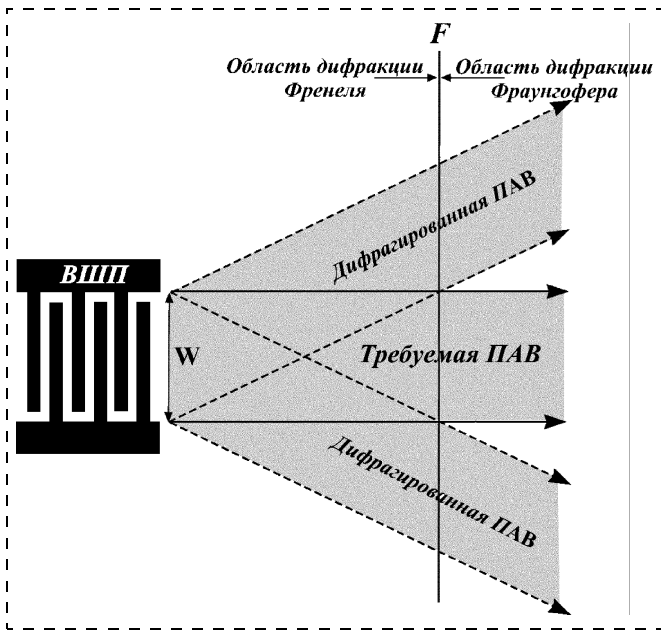 F
Область дифракции
Френеля
Область дифракции
Фраунгофера
Дифрагированная ПАВ
ВШП
W
Требуемая ПАВ
Дифрагированная ПАВ